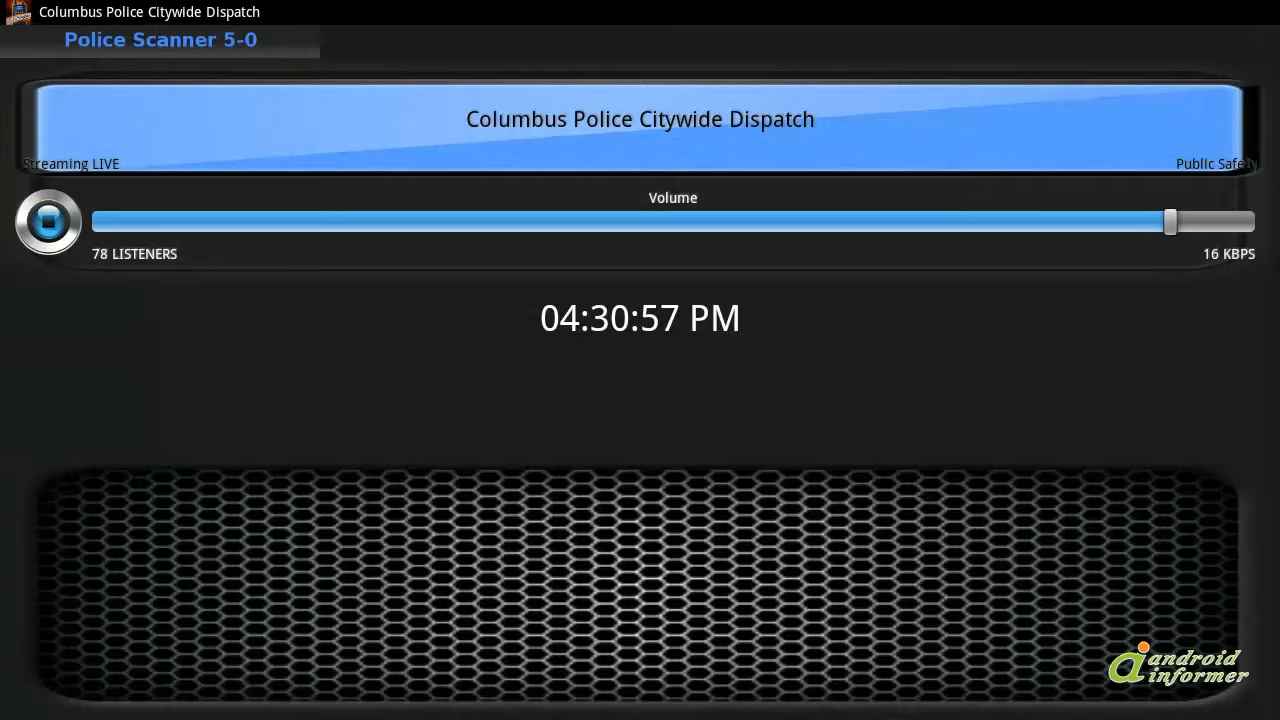 Columbus Police Citywide Dispatch
Police Scanner 5-0
Columbus Police Citywide Dispatch
Streaming LIVE
Public Safety
Volume
78 LISTENERS
16 KBPS
04:30:57 PM
android
informer